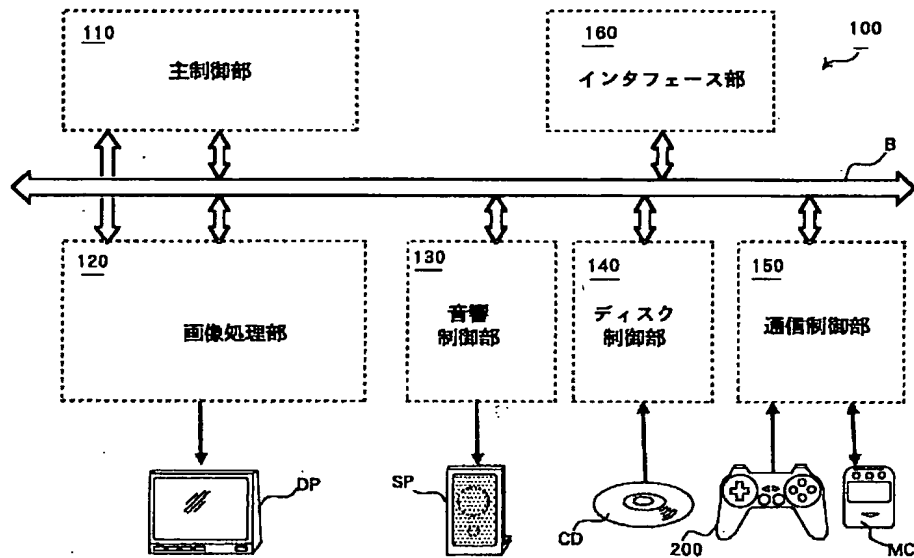 110
主制御部
160
インタフェース部
100
B
120
画像処理部
130
音響
制御部
140
ディスク
制御部
150
通信制御部
DP
SP
CD
200
MC